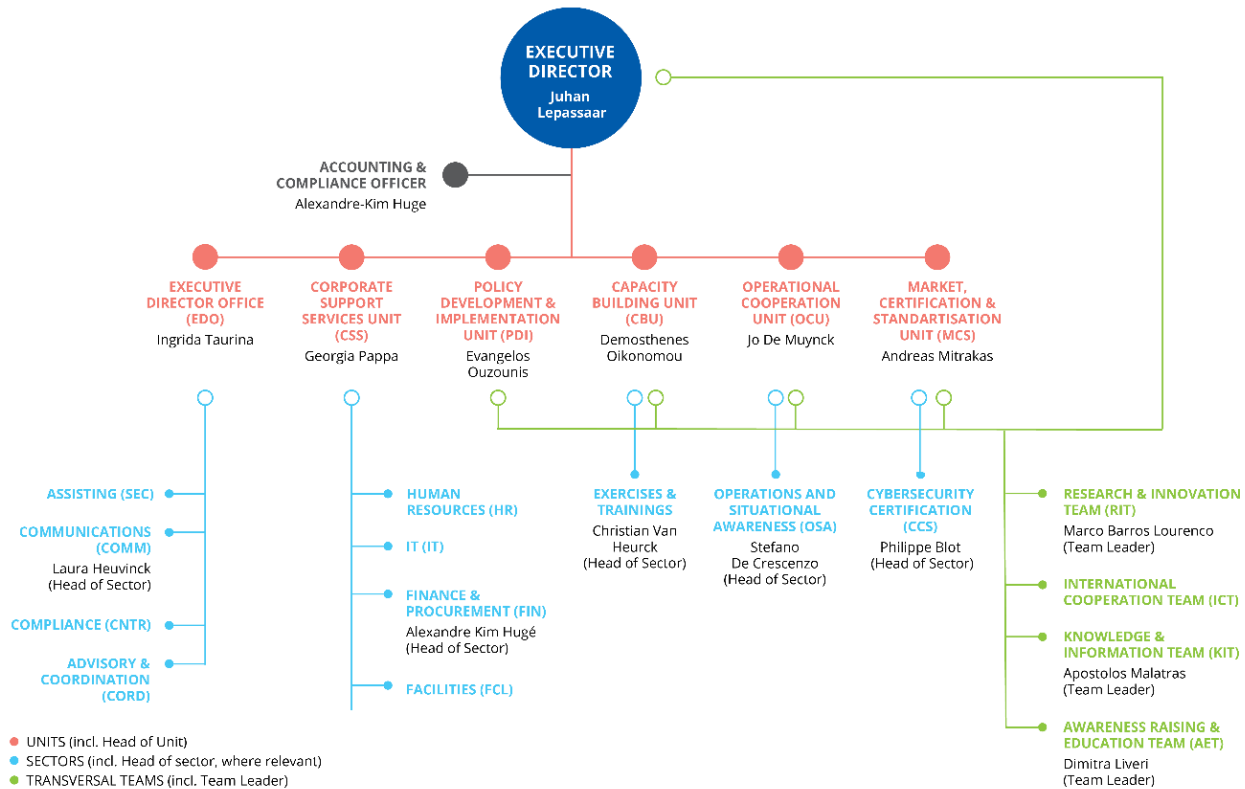 EXECUTIVE
DIRECTOR
Juhan
Lepassaar
ACCOUNTING &
COMPLIANCE OFFICER
Alexandre-Kim Huge
EXECUTIVE
DIRECTOR OFFICE
(EDO)
Ingrida Taurina
CORPORATE
SUPPORT
SERVICES UNIT
(CSS)
Georgia Pappa
POLICY
DEVELOPMENT &
IMPLEMENTATION
UNIT (PDI)
Evangelos
Ouzounis
CAPACITY
BUILDING UNIT
(CBU)
Demosthenes
Oikonomou
OPERATIONAL
COOPERATION
UNIT (OCU)
Jo De Muynck
MARKET,
CERTIFICATION &
STANDARTISATION
UNIT (MCS)
Andreas Mitrakas
ASSISTING (SEC)
COMMUNICATIONS
(COMM)
Laura Heuvinck
(Head of Sector)
COMPLIANCE (CNTR)
ADVISORY &
COORDINATION
(CORD)
HUMAN
RESOURCES (HR)
IT (IT)
FINANCE &
PROCUREMENT (FIN)
Alexandre Kim Hugé
(Head of Sector)
FACILITIES (FCL)
EXERCISES &
TRAININGS
Christian Van
Heurck
(Head of Sector)
OPERATIONS AND
SITUATIONAL
AWARENESS (OSA)
Stefano
De Crescenzo
(Head of Sector)
CYBERSECURITY
CERTIFICATION
(CCS)
Philippe Blot
(Head of Sector)
RESEARCH & INNOVATION
TEAM (RIT)
Marco Barros Lourenco
(Team Leader)
INTERNATIONAL
COOPERATION TEAM (ICT)
KNOWLEDGE &
INFORMATION TEAM (KIT)
Apostolos Malatras
(Team Leader)
AWARENESS RAISING &
EDUCATION TEAM (AET)
Dimitra Liveri
(Team Leader)
UNITS (incl. Head of Unit)
SECTORS (incl. Head of sector, where relevant)
TRANSVERSAL TEAMS (incl. Team Leader)